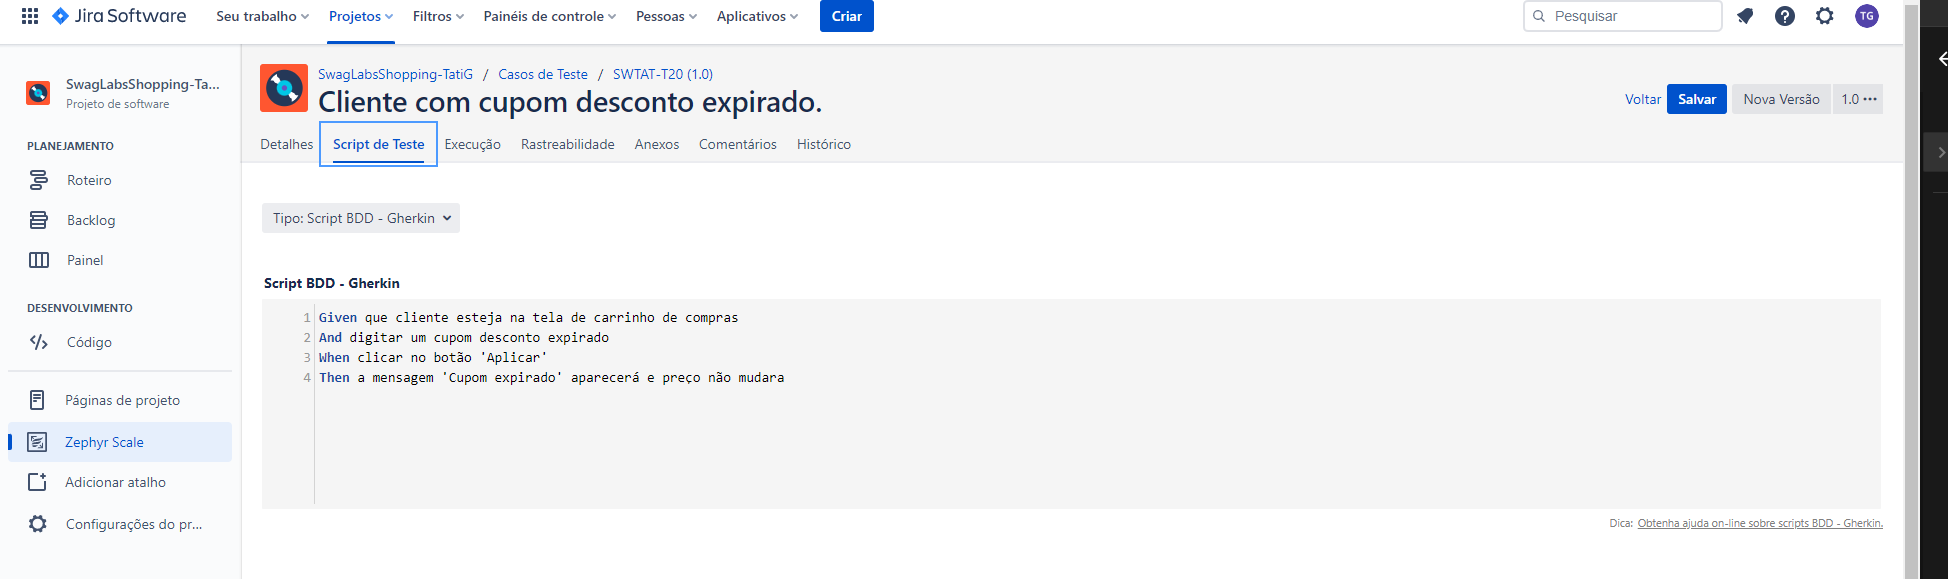 Jira Software Seu trabalho Projetos Filtros Painéis de controle Pessoas Aplicativos Criar Pesquisar TG
SwagLabsShopping-Ta...
Projeto de software
PLANEJAMENTO
Roteiro
Backlog
Painel
DESENVOLVIMENTO
Código
Páginas de projeto
Zephyr Scale
Adicionar atalho
Configurações do pr...
SwagLabsShopping-TatiG / Casos de Teste / SWTAT-T20 (1.0)
Cliente com cupom desconto expirado.
Voltar Salvar Nova Versão 1.0 •••
Detalhes Script de Teste Execução Rastreabilidade Anexos Comentários Histórico
Tipo: Script BDD - Gherkin
Script BDD - Gherkin
1 Given que cliente esteja na tela de carrinho de compras
2 And digitar um cupom desconto expirado
3 When clicar no botão 'Aplicar'
4 Then a mensagem 'Cupom expirado' aparecerá e preço não mudara
Dica: Obtenha ajuda on-line sobre scripts BDD - Gherkin.